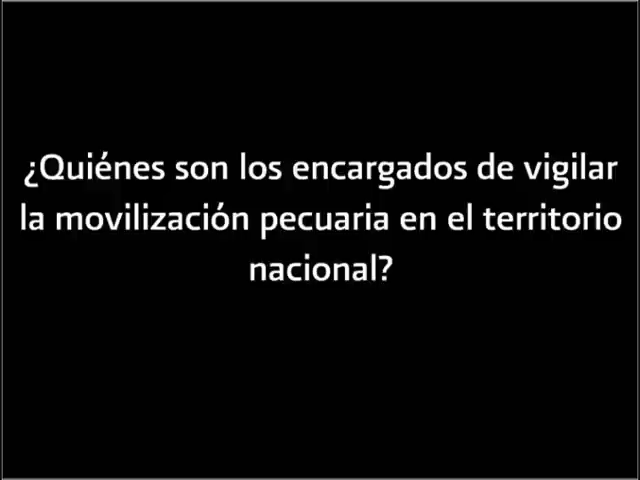 ¿Quiénes son los encargados de vigilar
la movilización pecuaria en el territorio
nacional?